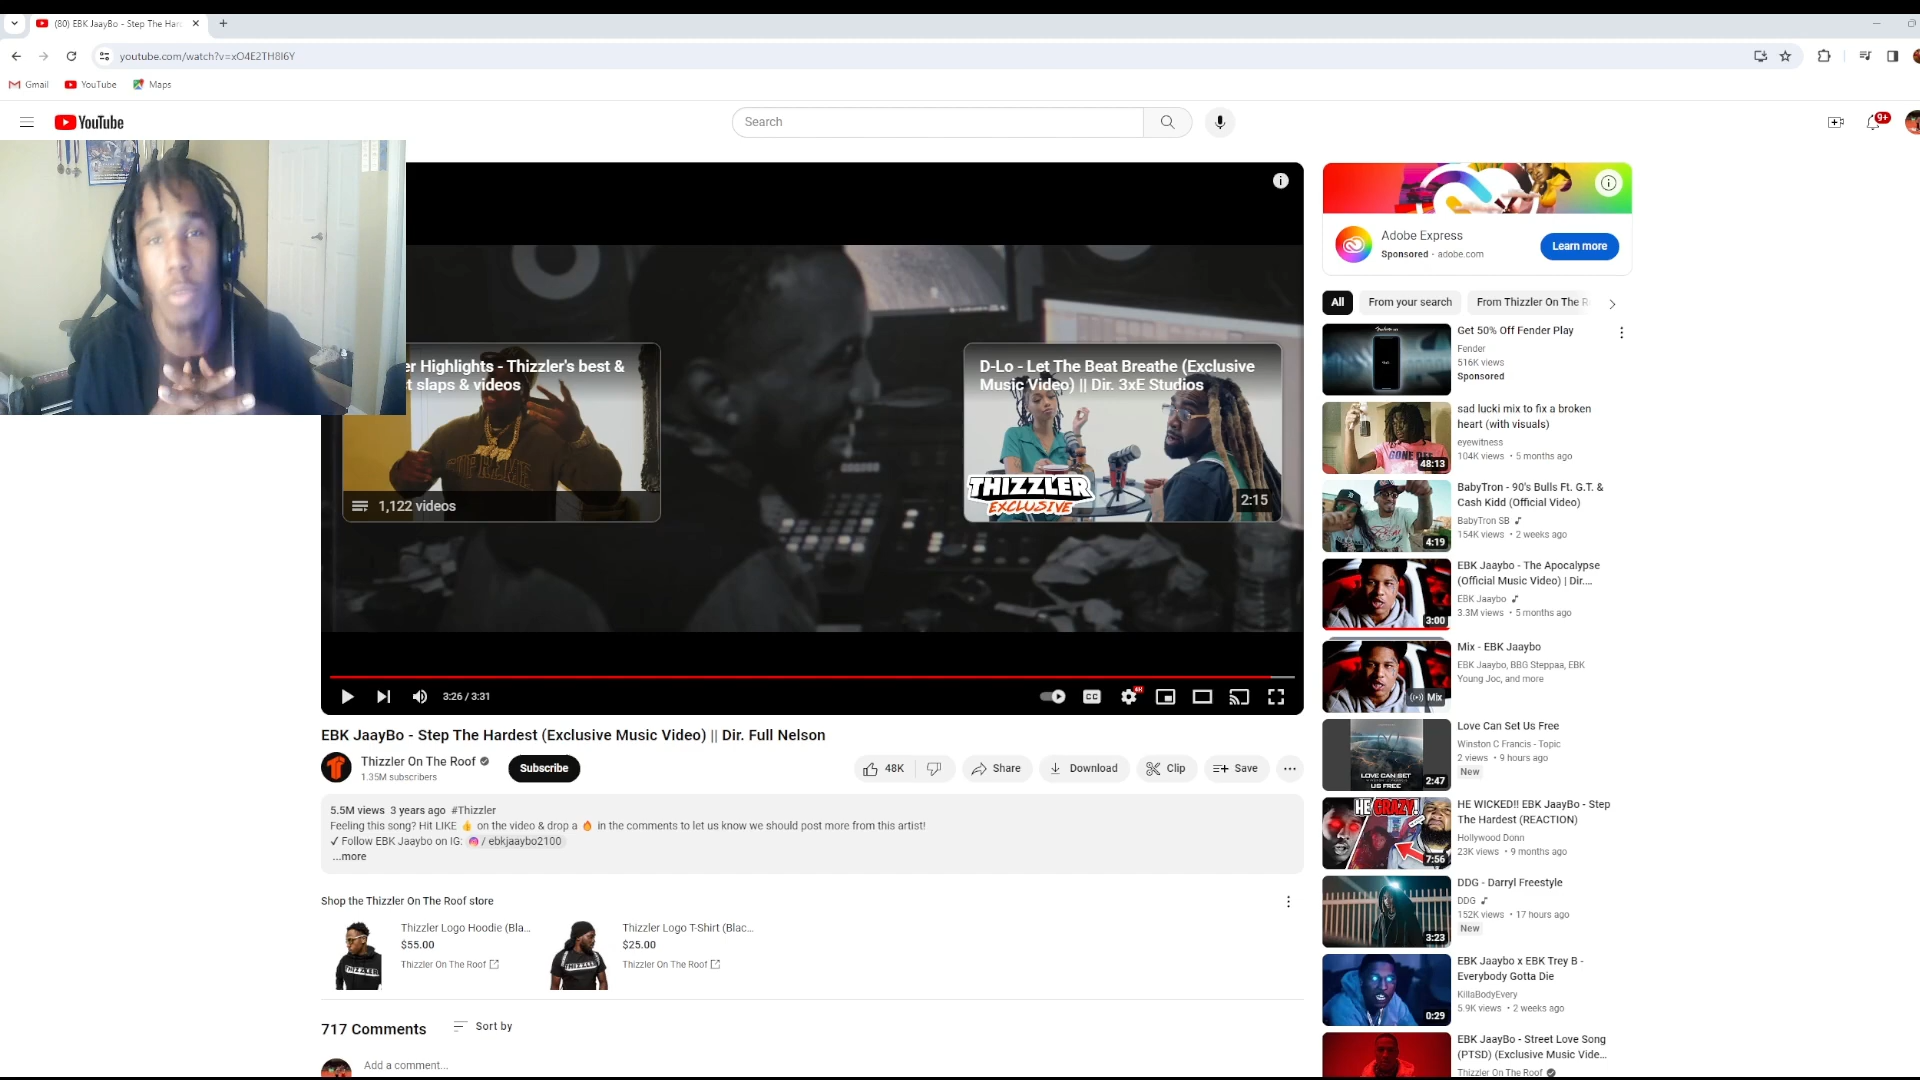 (80) EBK JaayBo - Step The Har
youtube.com/watch?v=xO4E2TH8I6Y
Gmail
YouTube
Maps
YouTube
Search
9+
er Highlights - Thizzler's best &
t slaps & videos
1,122 videos
D-Lo - Let The Beat Breathe (Exclusive
Music Video) || Dir. 3xE Studios
THIZZLER
EXCLUSIVE
2:15
3:26 / 3:31
CC
4K
EBK JaayBo - Step The Hardest (Exclusive Music Video) || Dir. Full Nelson
Thizzler On The Roof
1.35M subscribers
Subscribe
48K
Share
Download
Clip
Save
5.5M views 3 years ago #Thizzler
Feeling this song? Hit LIKE 👍 on the video & drop a 🔥 in the comments to let us know we should post more from this artist!
✓ Follow EBK Jaaybo on IG: / ebkjaaybo2100
...more
Shop the Thizzler On The Roof store
Thizzler Logo Hoodie (Bla...
$55.00
Thizzler On The Roof
Thizzler Logo T-Shirt (Blac...
$25.00
Thizzler On The Roof
717 Comments
Sort by
Add a comment...
Adobe Express
Sponsored · adobe.com
Learn more
All
From your search
From Thizzler On The R
Get 50% Off Fender Play
Fender
516K views
Sponsored
sad lucki mix to fix a broken
heart (with visuals)
eyewitness
104K views • 5 months ago
48:13
BabyTron - 90's Bulls Ft. G.T. &
Cash Kidd (Official Video)
BabyTron SB
154K views • 2 weeks ago
4:19
EBK Jaaybo - The Apocalypse
(Official Music Video) | Dir....
EBK Jaaybo
3.3M views • 5 months ago
3:00
Mix - EBK Jaaybo
EBK Jaaybo, BBG Steppaa, EBK
Young Joc, and more
Mix
Love Can Set Us Free
Winston C Francis - Topic
2 views • 9 hours ago
New
LOVE CAN SET
US FREE
2:47
HE WICKED!! EBK JaayBo - Step
The Hardest (REACTION)
Hollywood Donn
23K views • 9 months ago
HE CRAZY!
7:56
DDG - Darryl Freestyle
DDG
152K views • 17 hours ago
New
3:23
EBK Jaaybo x EBK Trey B -
Everybody Gotta Die
KillaBodyEvery
5.9K views • 2 weeks ago
0:29
EBK JaayBo - Street Love Song
(PTSD) (Exclusive Music Vide...
Thizzler On The Roof